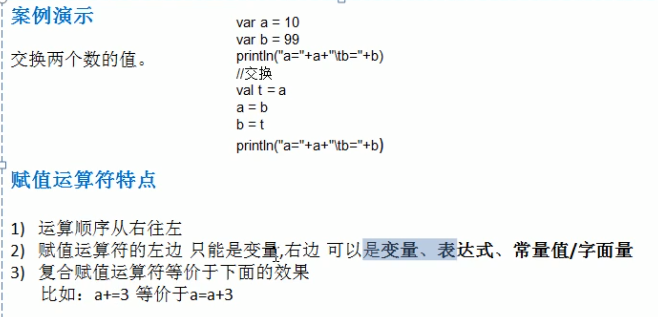 案例演示
交换两个数的值。
var a = 10
var b = 99
println("a="+a+"\tb="+b)
//交换
val t = a
a = b
b = t
println("a="+a+"\tb="+b)
赋值运算符特点
1) 运算顺序从右往左
2) 赋值运算符的左边 只能是变量,右边 可以是变量、表达式、常量值/字面量
3) 复合赋值运算符等价于下面的效果
比如：a+=3 等价于a=a+3